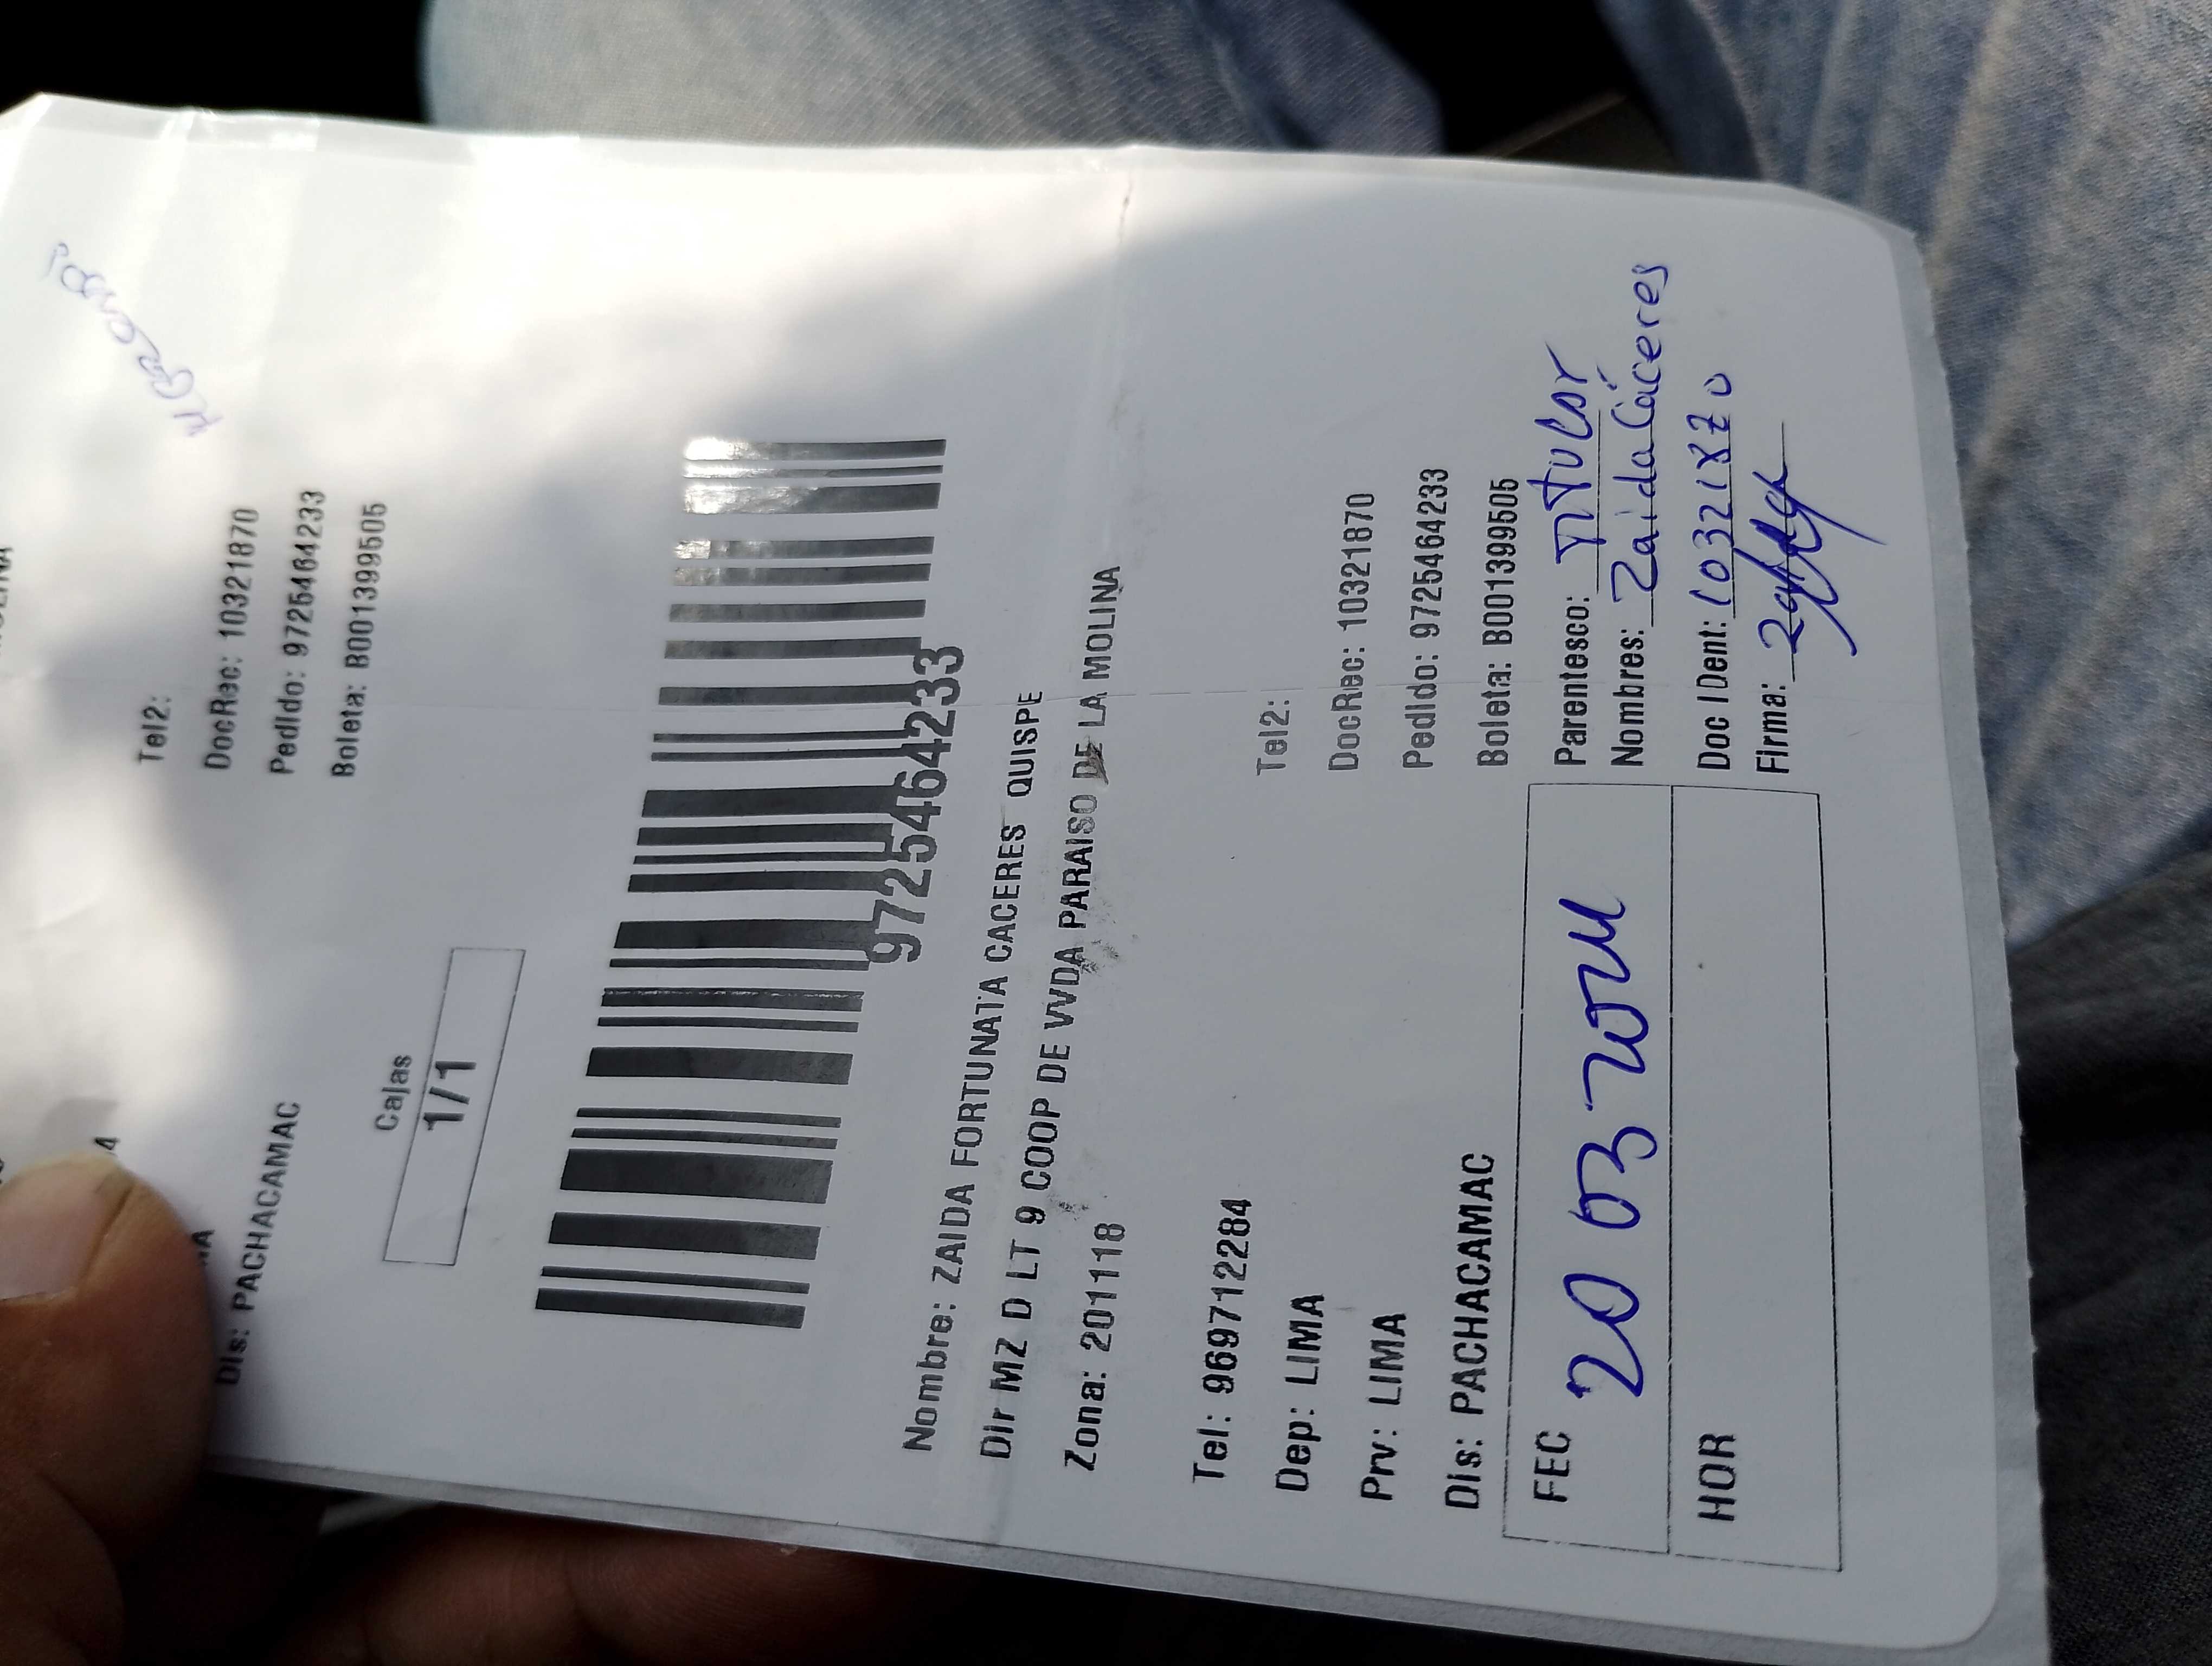 Tel2:
DocRec: 10321870
Pedido: 9725464233
Boleta: B001399505
Dis: PACHACAMAC
Cajas
1/1
9725464233
Nombre: ZAIDA FORTUNATA CACERES QUISPE
Dir MZ D LT 9 COOP DE VVDA PARAISO DE LA MOLINA
Zona: 201118
Tel: 969712284
Tel2:
Dep: LIMA
DocRec: 10321870
Prv: LIMA
Pedido: 9725464233
Dis: PACHACAMAC
Boleta: B001399505
FEC 20 03
Parentesco:
Nombres: Zaida Cáceres
HOR
Doc IDent: 10321870
Firma: